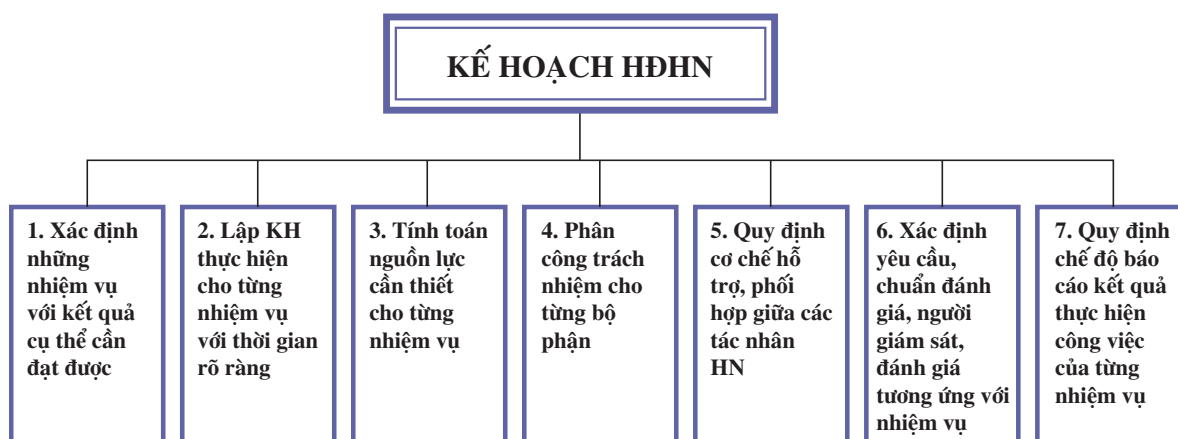 KẾ HOẠCH HĐHN
1. Xác định
những
nhiệm vụ
với kết quả
cụ thể cần
đạt được
2. Lập KH
thực hiện
cho từng
nhiệm vụ
với thời gian
rõ ràng
3. Tính toán
nguồn lực
cần thiết
cho từng
nhiệm vụ
4. Phân
công trách
nhiệm cho
từng bộ
phận
5. Quy định
cơ chế hỗ
trợ, phối
hợp giữa các
tác nhân
HN
6. Xác định
yêu cầu,
chuẩn đánh
giá, người
giám sát,
đánh giá
tương ứng với
nhiệm vụ
7. Quy định
chế độ báo
cáo kết quả
thực hiện
công việc
của từng
nhiệm vụ